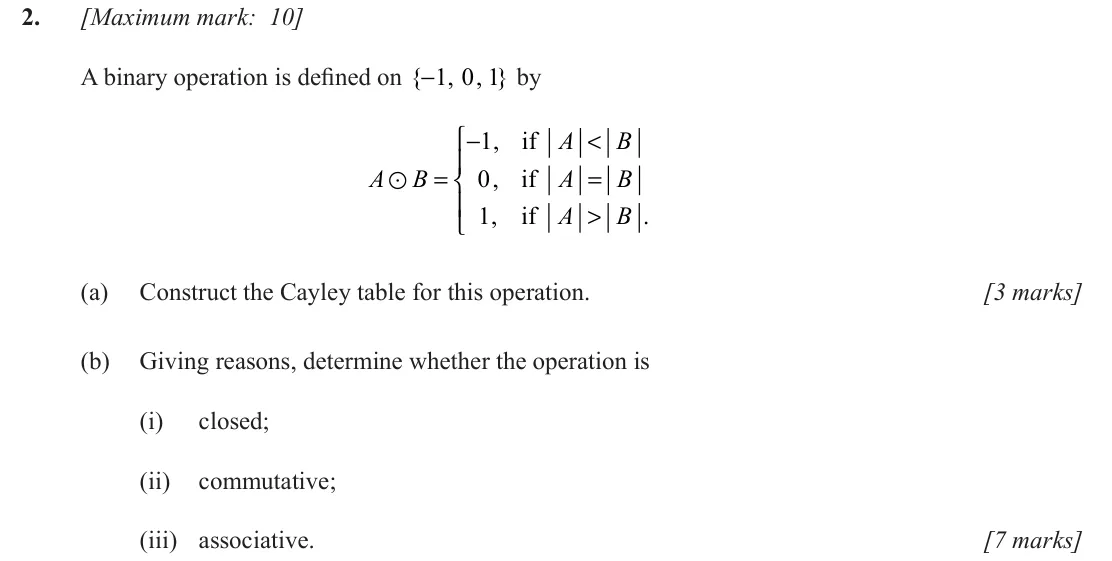 2. [Maximum mark: 10]
A binary operation is defined on {−1, 0, 1} by
−1, if | A | < | B |
A ⊙ B = { 0, if | A | = | B |
1, if | A | > | B |.
(a) Construct the Cayley table for this operation. [3 marks]
(b) Giving reasons, determine whether the operation is
(i) closed;
(ii) commutative;
(iii) associative. [7 marks]